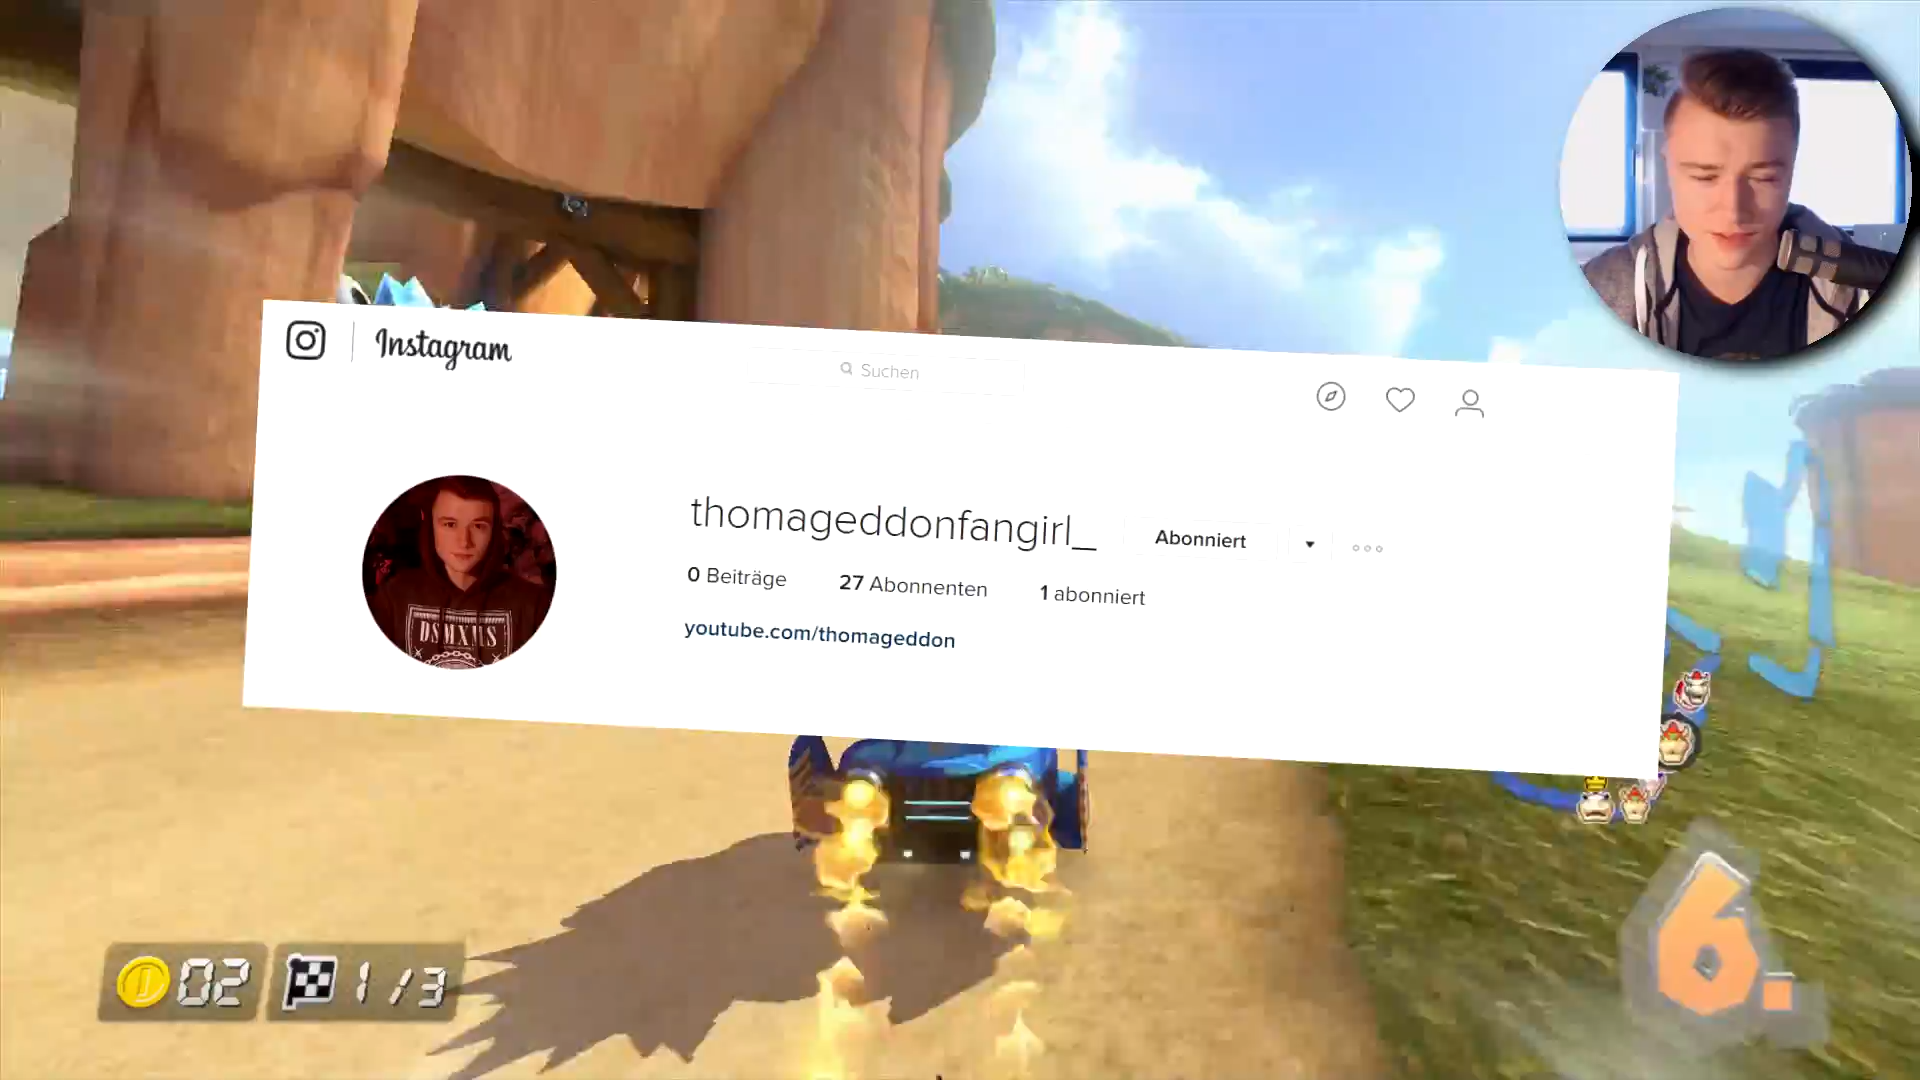 Instagram
Suchen
thomageddonfangirl_ Abonniert
0 Beiträge 27 Abonnenten 1 abonniert
youtube.com/thomageddon
DSMXMS
02 1/3
6.